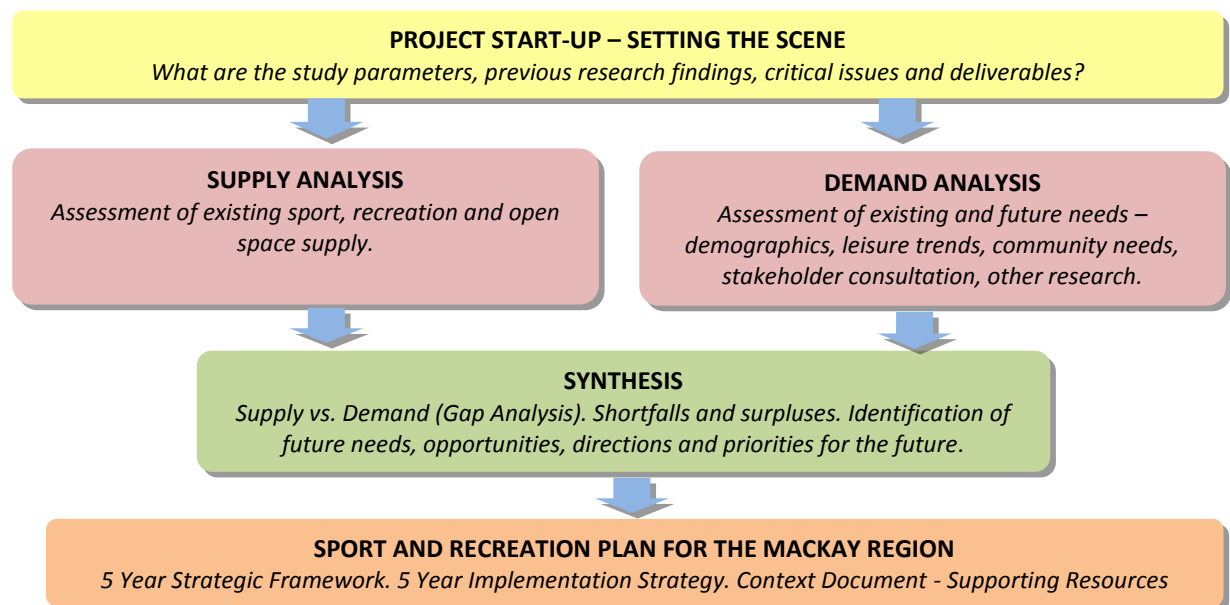 PROJECT START-UP – SETTING THE SCENE
What are the study parameters, previous research findings, critical issues and deliverables?
SUPPLY ANALYSIS
Assessment of existing sport, recreation and open
space supply.
DEMAND ANALYSIS
Assessment of existing and future needs –
demographics, leisure trends, community needs,
stakeholder consultation, other research.
SYNTHESIS
Supply vs. Demand (Gap Analysis). Shortfalls and surpluses. Identification of
future needs, opportunities, directions and priorities for the future.
SPORT AND RECREATION PLAN FOR THE MACKAY REGION
5 Year Strategic Framework. 5 Year Implementation Strategy. Context Document - Supporting Resources